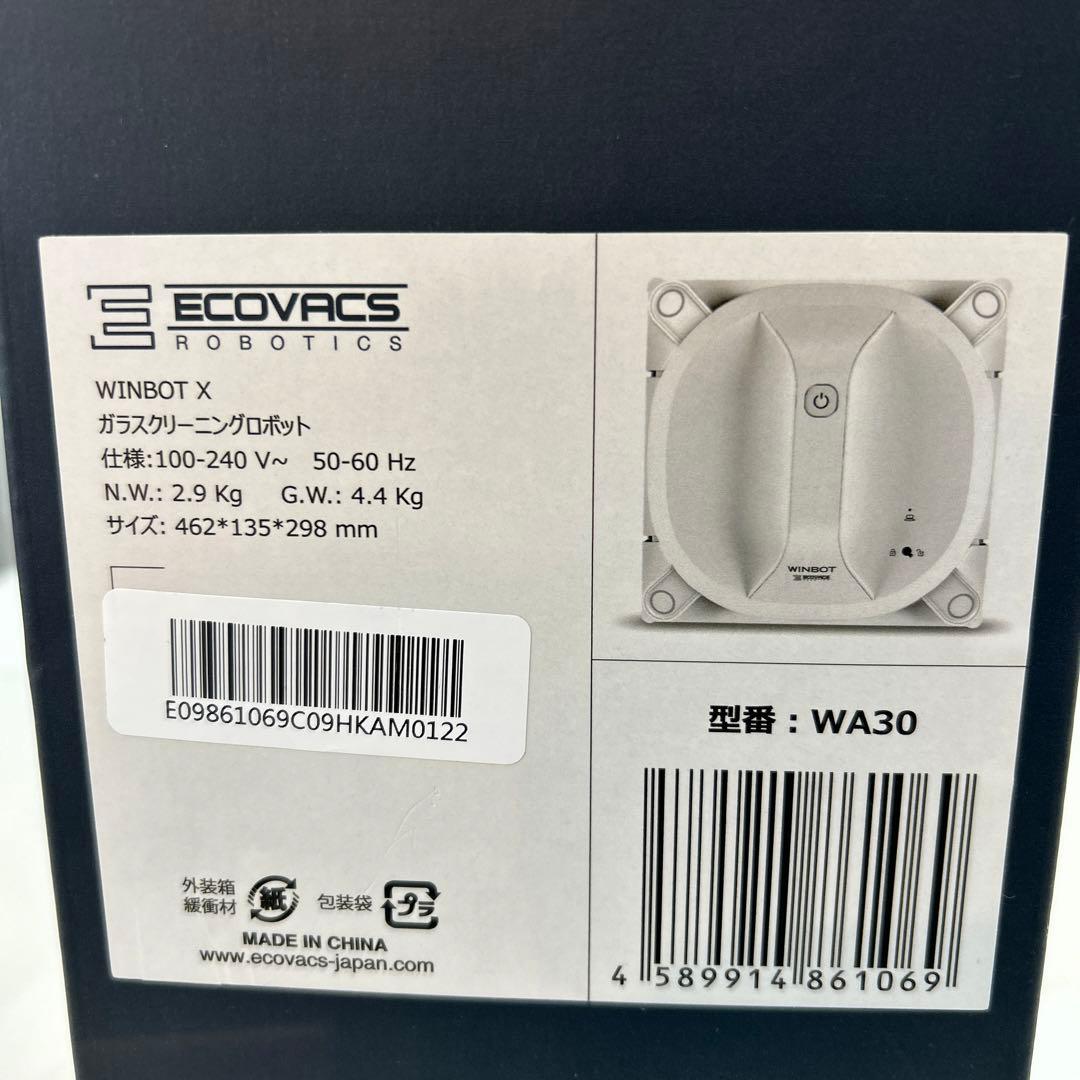 ECOVACS
ROBOTICS
WINBOT X
ガラスクリーニングロボット
仕様:100-240 V~ 50-60 Hz
N.W.: 2.9 Kg G.W.: 4.4 Kg
サイズ: 462*135*298 mm
E09861069C09HKAM0122
外装箱
緩衝材
紙
包装袋
プラ
MADE IN CHINA
www.ecovacs-japan.com
WINBOT
ECOVACS
型番：WA30
4 589914 861069